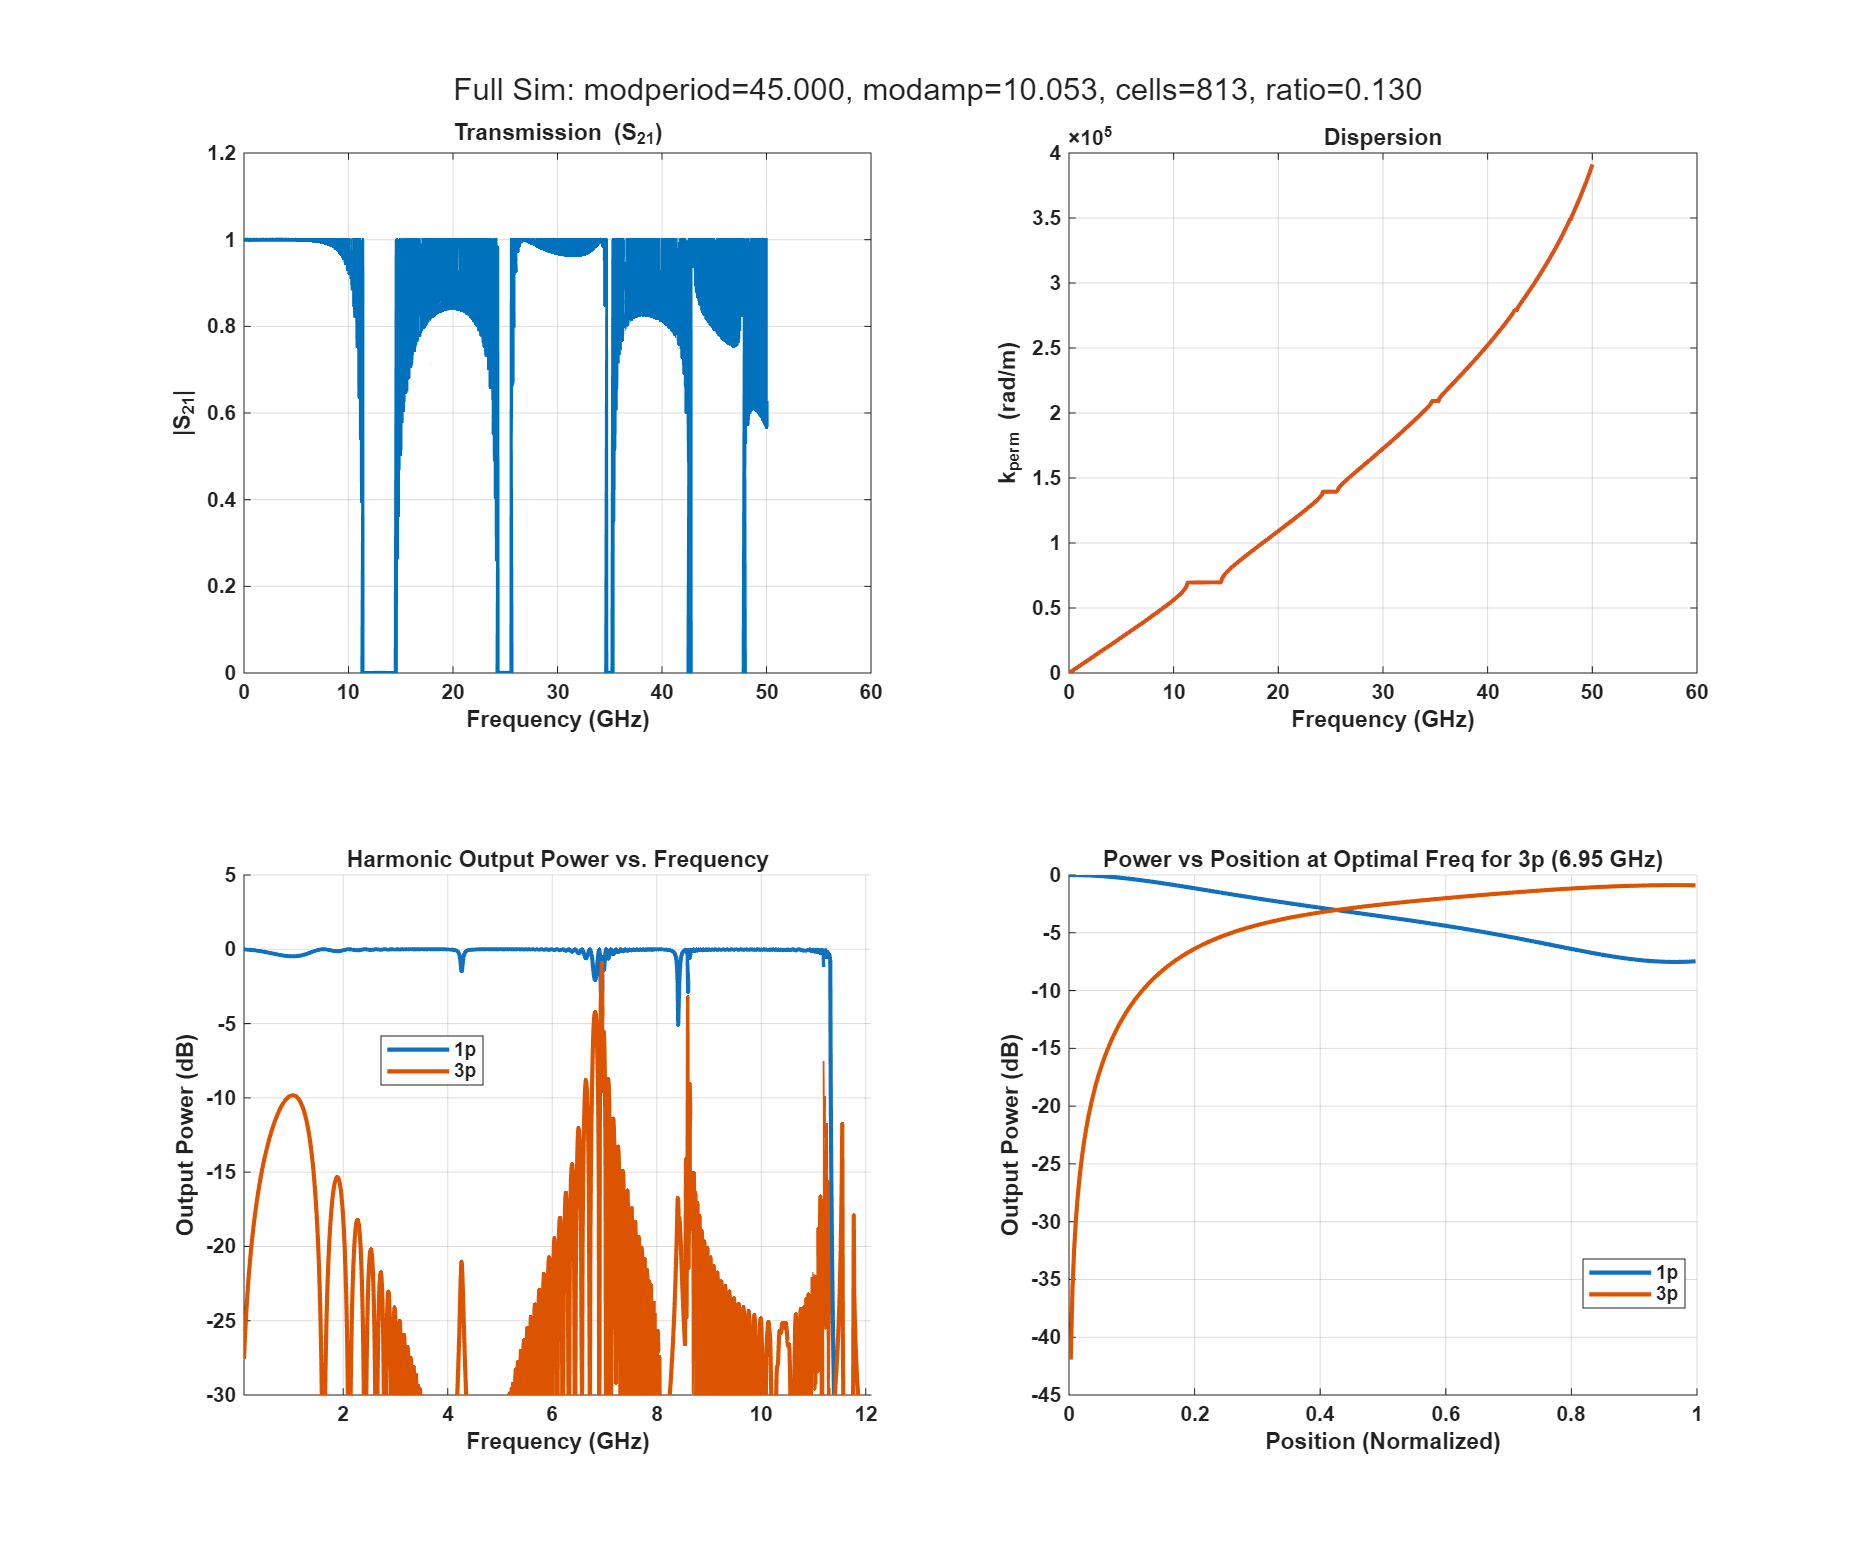 Full Sim: modperiod=45.000, modamp=10.053, cells=813, ratio=0.130
Transmission (S21)
1.2
1
0.8
0.6
0.4
0.2
0
|S21|
0 10 20 30 40 50 60
Frequency (GHz)
×10^5
Dispersion
4
3.5
3
2.5
2
1.5
1
0.5
0
kperm (rad/m)
0 10 20 30 40 50 60
Frequency (GHz)
Harmonic Output Power vs. Frequency
5
0
-5
-10
-15
-20
-25
-30
Output Power (dB)
1p
3p
2 4 6 8 10 12
Frequency (GHz)
Power vs Position at Optimal Freq for 3p (6.95 GHz)
0
-5
-10
-15
-20
-25
-30
-35
-40
-45
Output Power (dB)
1p
3p
0 0.2 0.4 0.6 0.8 1
Position (Normalized)